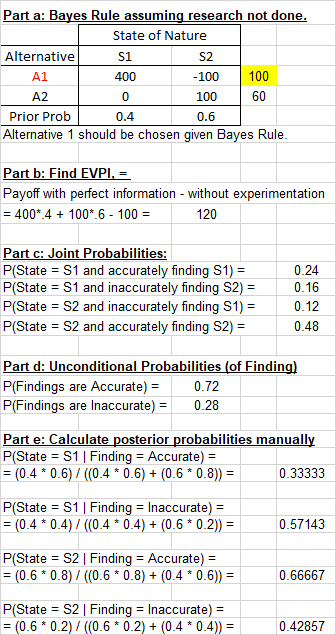 Part a: Bayes Rule assuming research not done.
State of Nature
Alternative S1 S2
A1 400 -100 100
A2 0 100 60
Prior Prob 0.4 0.6
Alternative 1 should be chosen given Bayes Rule.
Part b: Find EVPI, =
Payoff with perfect information - without experimentation
= 400*.4 + 100*.6 - 100 = 120
Part c: Joint Probabilities:
P(State = S1 and accurately finding S1) = 0.24
P(State = S1 and inaccurately finding S2) = 0.16
P(State = S2 and inaccurately finding S1) = 0.12
P(State = S2 and accurately finding S2) = 0.48
Part d: Unconditional Probabilities (of Finding)
P(Findings are Accurate) = 0.72
P(Findings are Inaccurate) = 0.28
Part e: Calculate posterior probabilities manually
P(State = S1 | Finding = Accurate) =
= (0.4 * 0.6) / ((0.4 * 0.6) + (0.6 * 0.8)) = 0.33333
P(State = S1 | Finding = Inaccurate) =
= (0.4 * 0.4) / ((0.4 * 0.4) + (0.6 * 0.2)) = 0.57143
P(State = S2 | Finding = Accurate) =
= (0.6 * 0.8) / ((0.6 * 0.8) + (0.4 * 0.6)) = 0.66667
P(State = S2 | Finding = Inaccurate) =
= (0.6 * 0.2) / ((0.6 * 0.2) + (0.4 * 0.4)) = 0.42857